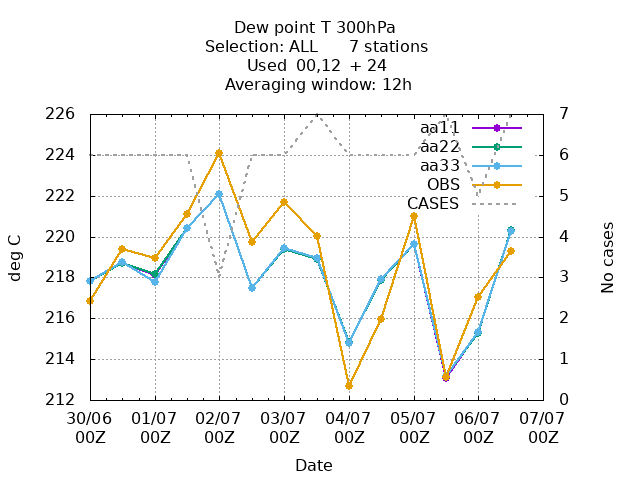 Dew point T 300hPa
Selection: ALL 7 stations
Used 00,12 + 24
Averaging window: 12h
226 7
aa11
aa22
224 6
aa33
OBS
222 5
CASES
220 4
deg C No cases
218 3
216 2
214 1
212 0
30/06 01/07 02/07 03/07 04/07 05/07 06/07 07/07
00Z 00Z 00Z 00Z 00Z 00Z 00Z 00Z
Date